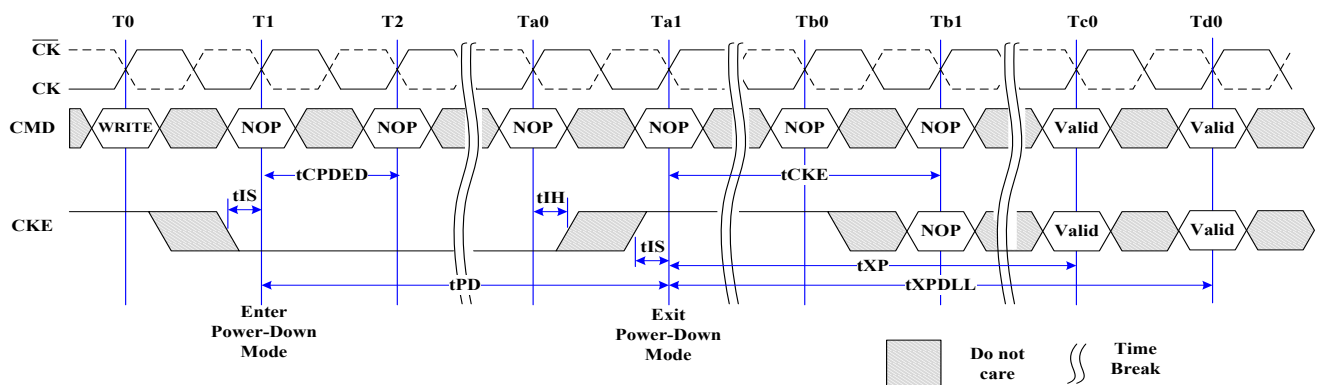 T0 T1 T2 Ta0 Ta1 Tb0 Tb1 Tc0 Td0
CK
CK
CMD WRITE NOP NOP NOP NOP NOP NOP Valid Valid
tCPDED tCKE
tIS tIH
CKE NOP Valid Valid
tIS
tXP
tPD tXPDLL
Enter
Power-Down
Mode
Exit
Power-Down
Mode
Do not
care
Time
Break